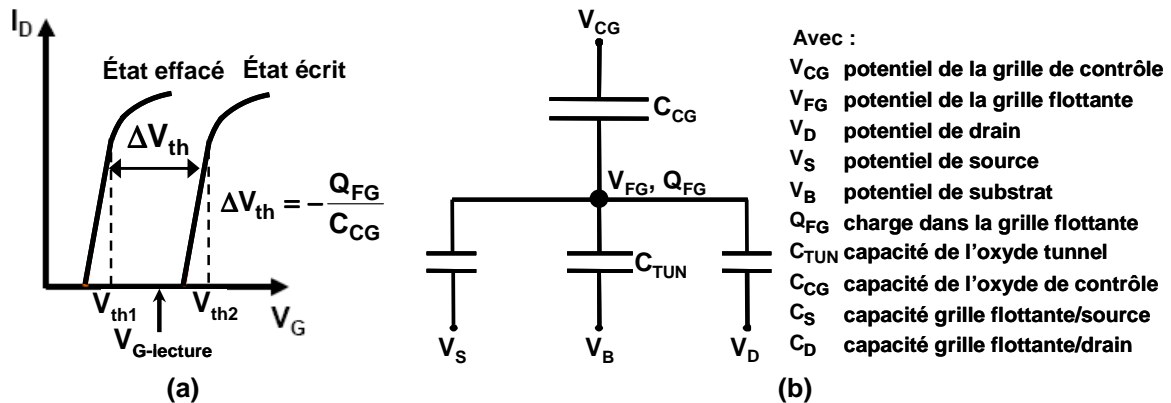 I_D
État effacé
État écrit
ΔV_th
ΔV_th = - Q_FG / C_CG
V_th1
V_th2
V_G
V_G-lecture
(a)
V_CG
C_CG
V_FG, Q_FG
C_TUN
V_S
V_B
V_D
(b)
Avec :
V_CG potentiel de la grille de contrôle
V_FG potentiel de la grille flottante
V_D potentiel de drain
V_S potentiel de source
V_B potentiel de substrat
Q_FG charge dans la grille flottante
C_TUN capacité de l'oxyde tunnel
C_CG capacité de l'oxyde de contrôle
C_S capacité grille flottante/source
C_D capacité grille flottante/drain